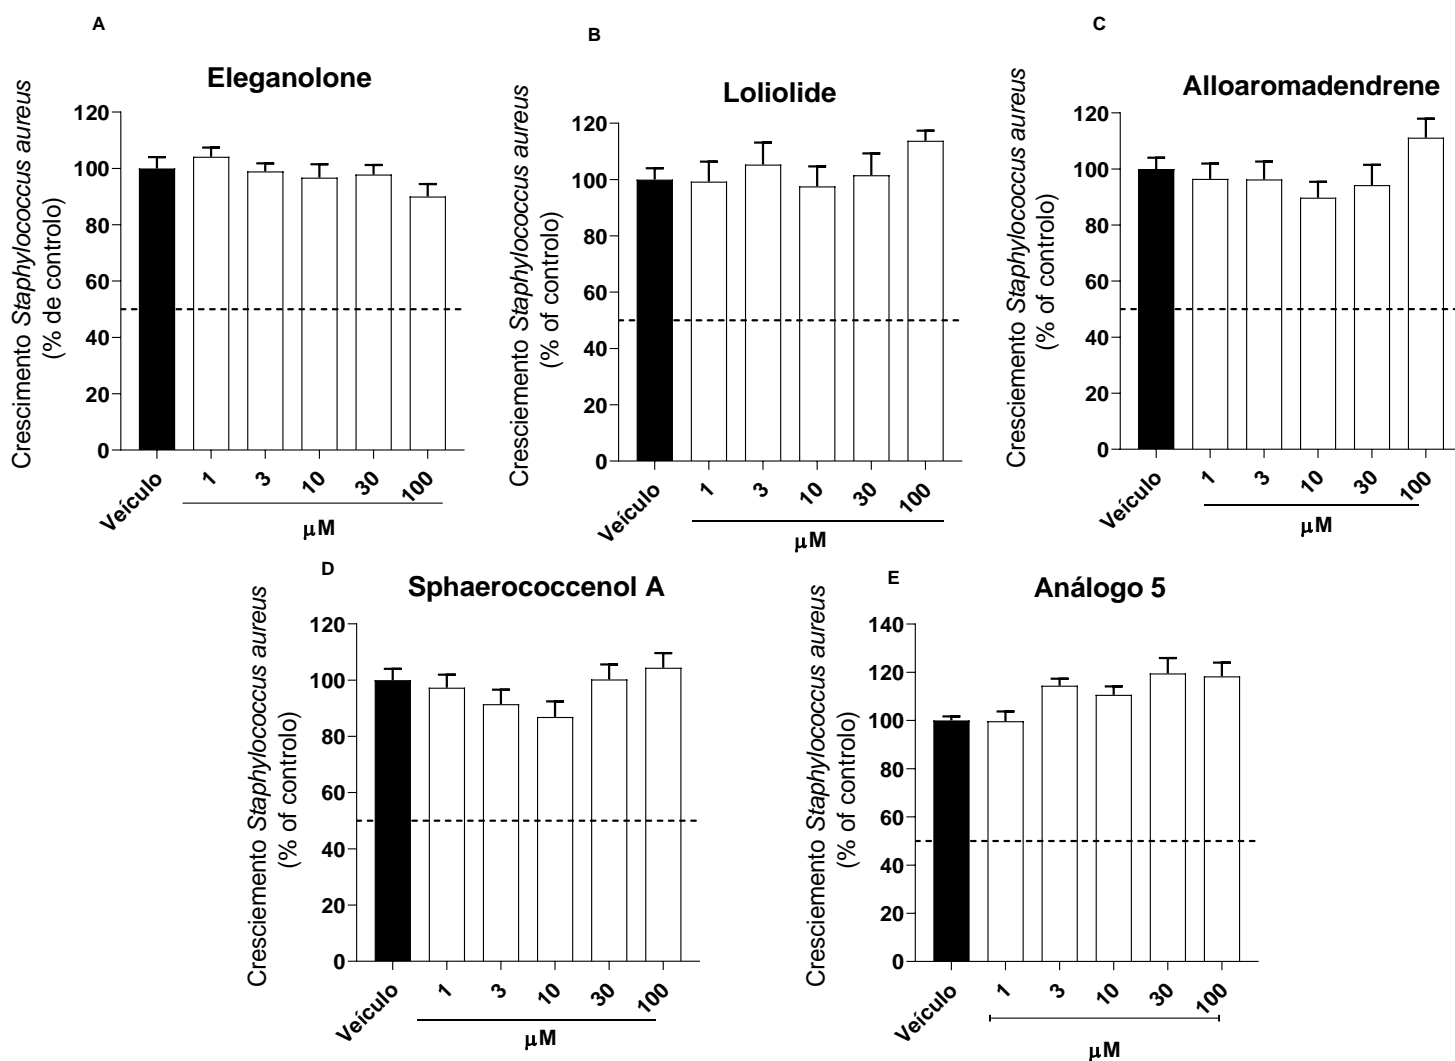 A
Eleganolone
Crescimento Staphylococcus aureus
(% de controlo)
120
100
80
60
40
20
0
Veículo
1
3
10
30
100
μM
B
Loliolide
Cresciemento Staphylococcus aureus
(% of controlo)
120
100
80
60
40
20
0
Veículo
1
3
10
30
100
μM
C
Alloaromadendrene
Cresciemento Staphylococcus aureus
(% of controlo)
120
100
80
60
40
20
0
Veículo
1
3
10
30
100
μM
D
Sphaerococcenol A
Cresciemento Staphylococcus aureus
(% of controlo)
120
100
80
60
40
20
0
Veículo
1
3
10
30
100
μM
E
Análogo 5
Cresciemento Staphylococcus aureus
(% of controlo)
140
120
100
80
60
40
20
0
Veículo
1
3
10
30
100
μM